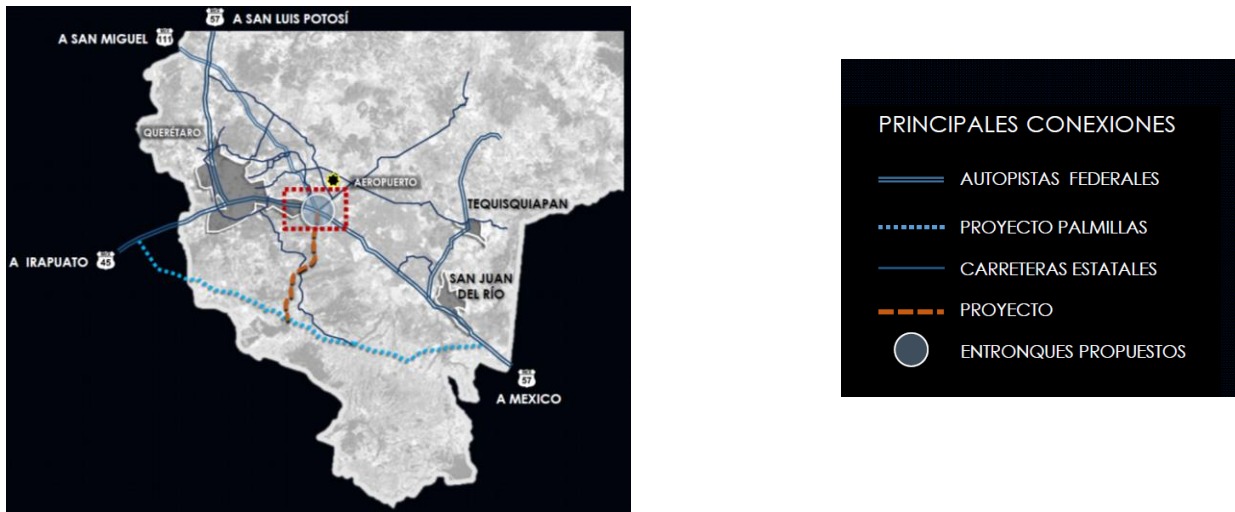 57
A SAN LUIS POTOSÍ
A SAN MIGUEL
111
QUERÉTARO
AEROPUERTO
TEQUISQUIAPAN
A IRAPUATO
45
SAN JUAN
DEL RÍO
57
A MEXICO
PRINCIPALES CONEXIONES
AUTOPISTAS FEDERALES
PROYECTO PALMILLAS
CARRETERAS ESTATALES
PROYECTO
ENTRONQUES PROPUESTOS